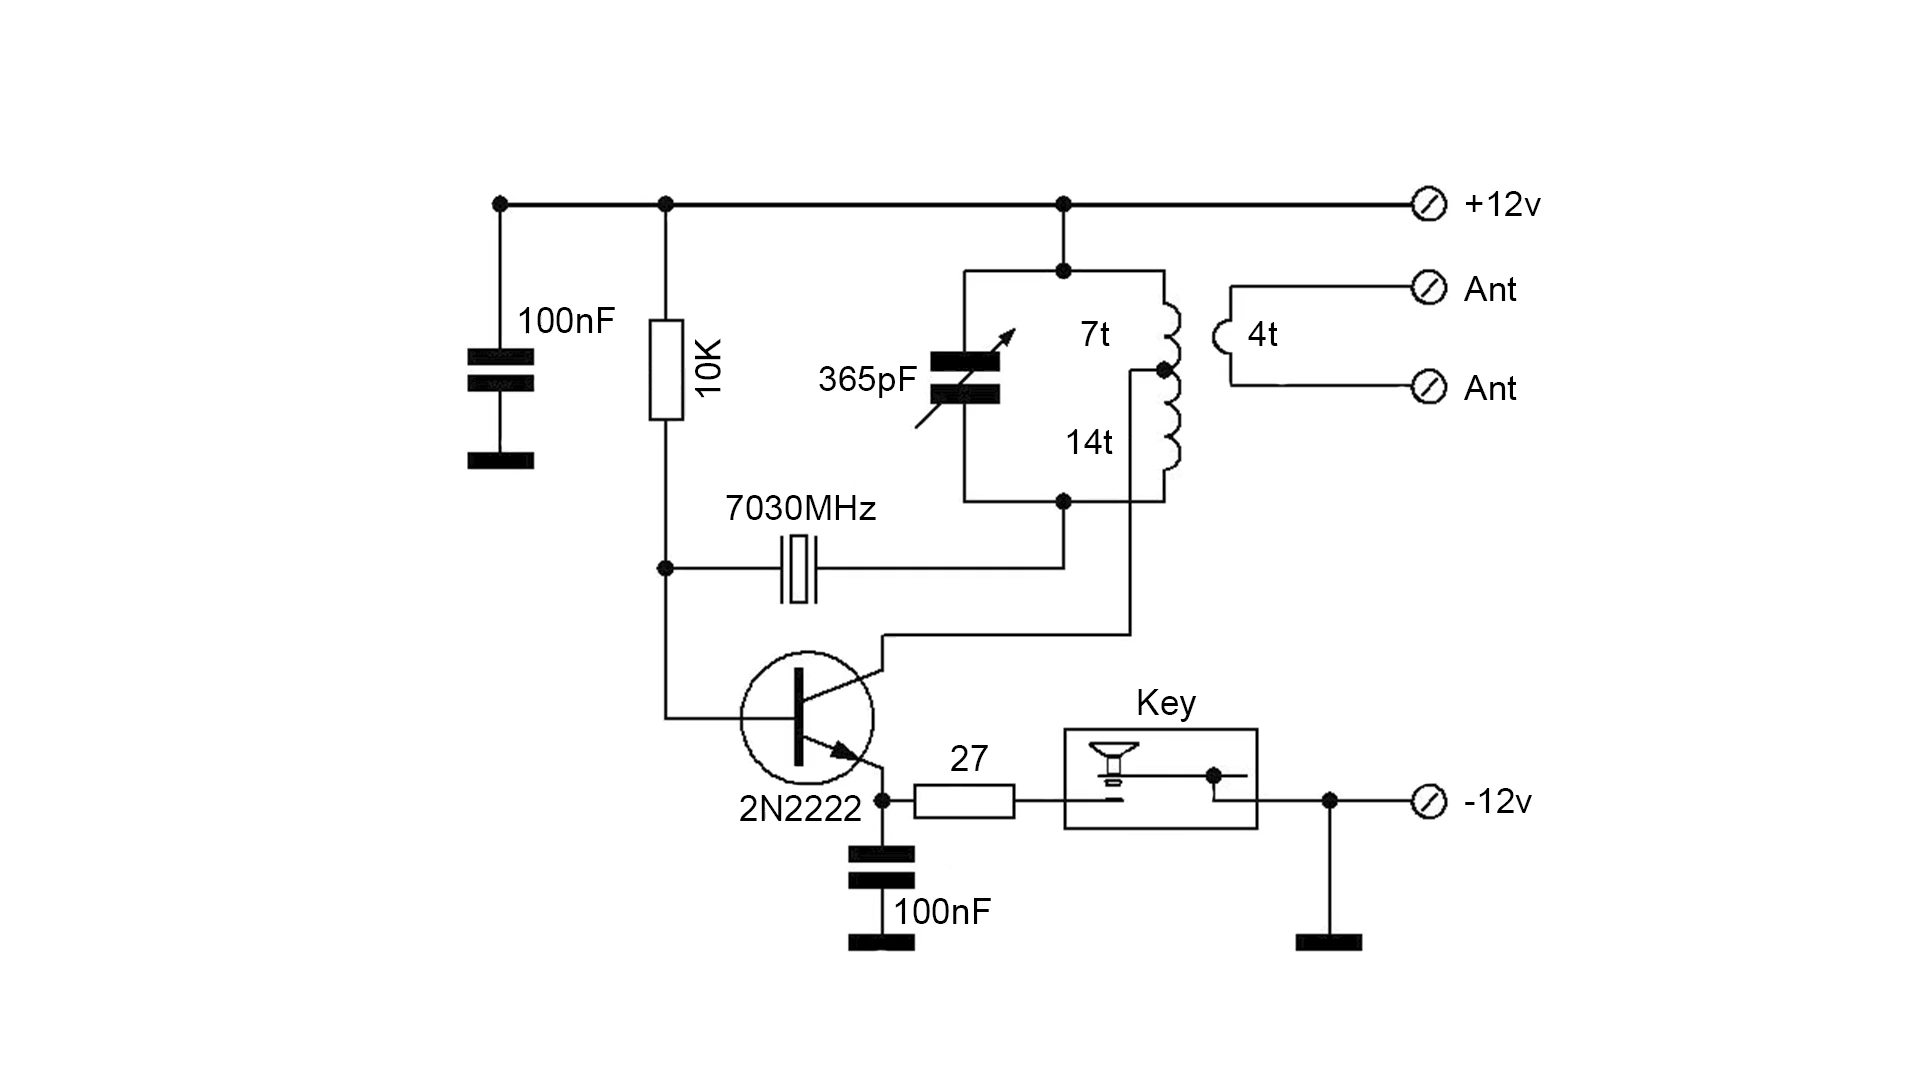 +12v
Ant
100nF
7t
4t
10K
365pF
Ant
14t
7030MHz
Key
27
2N2222
-12v
100nF